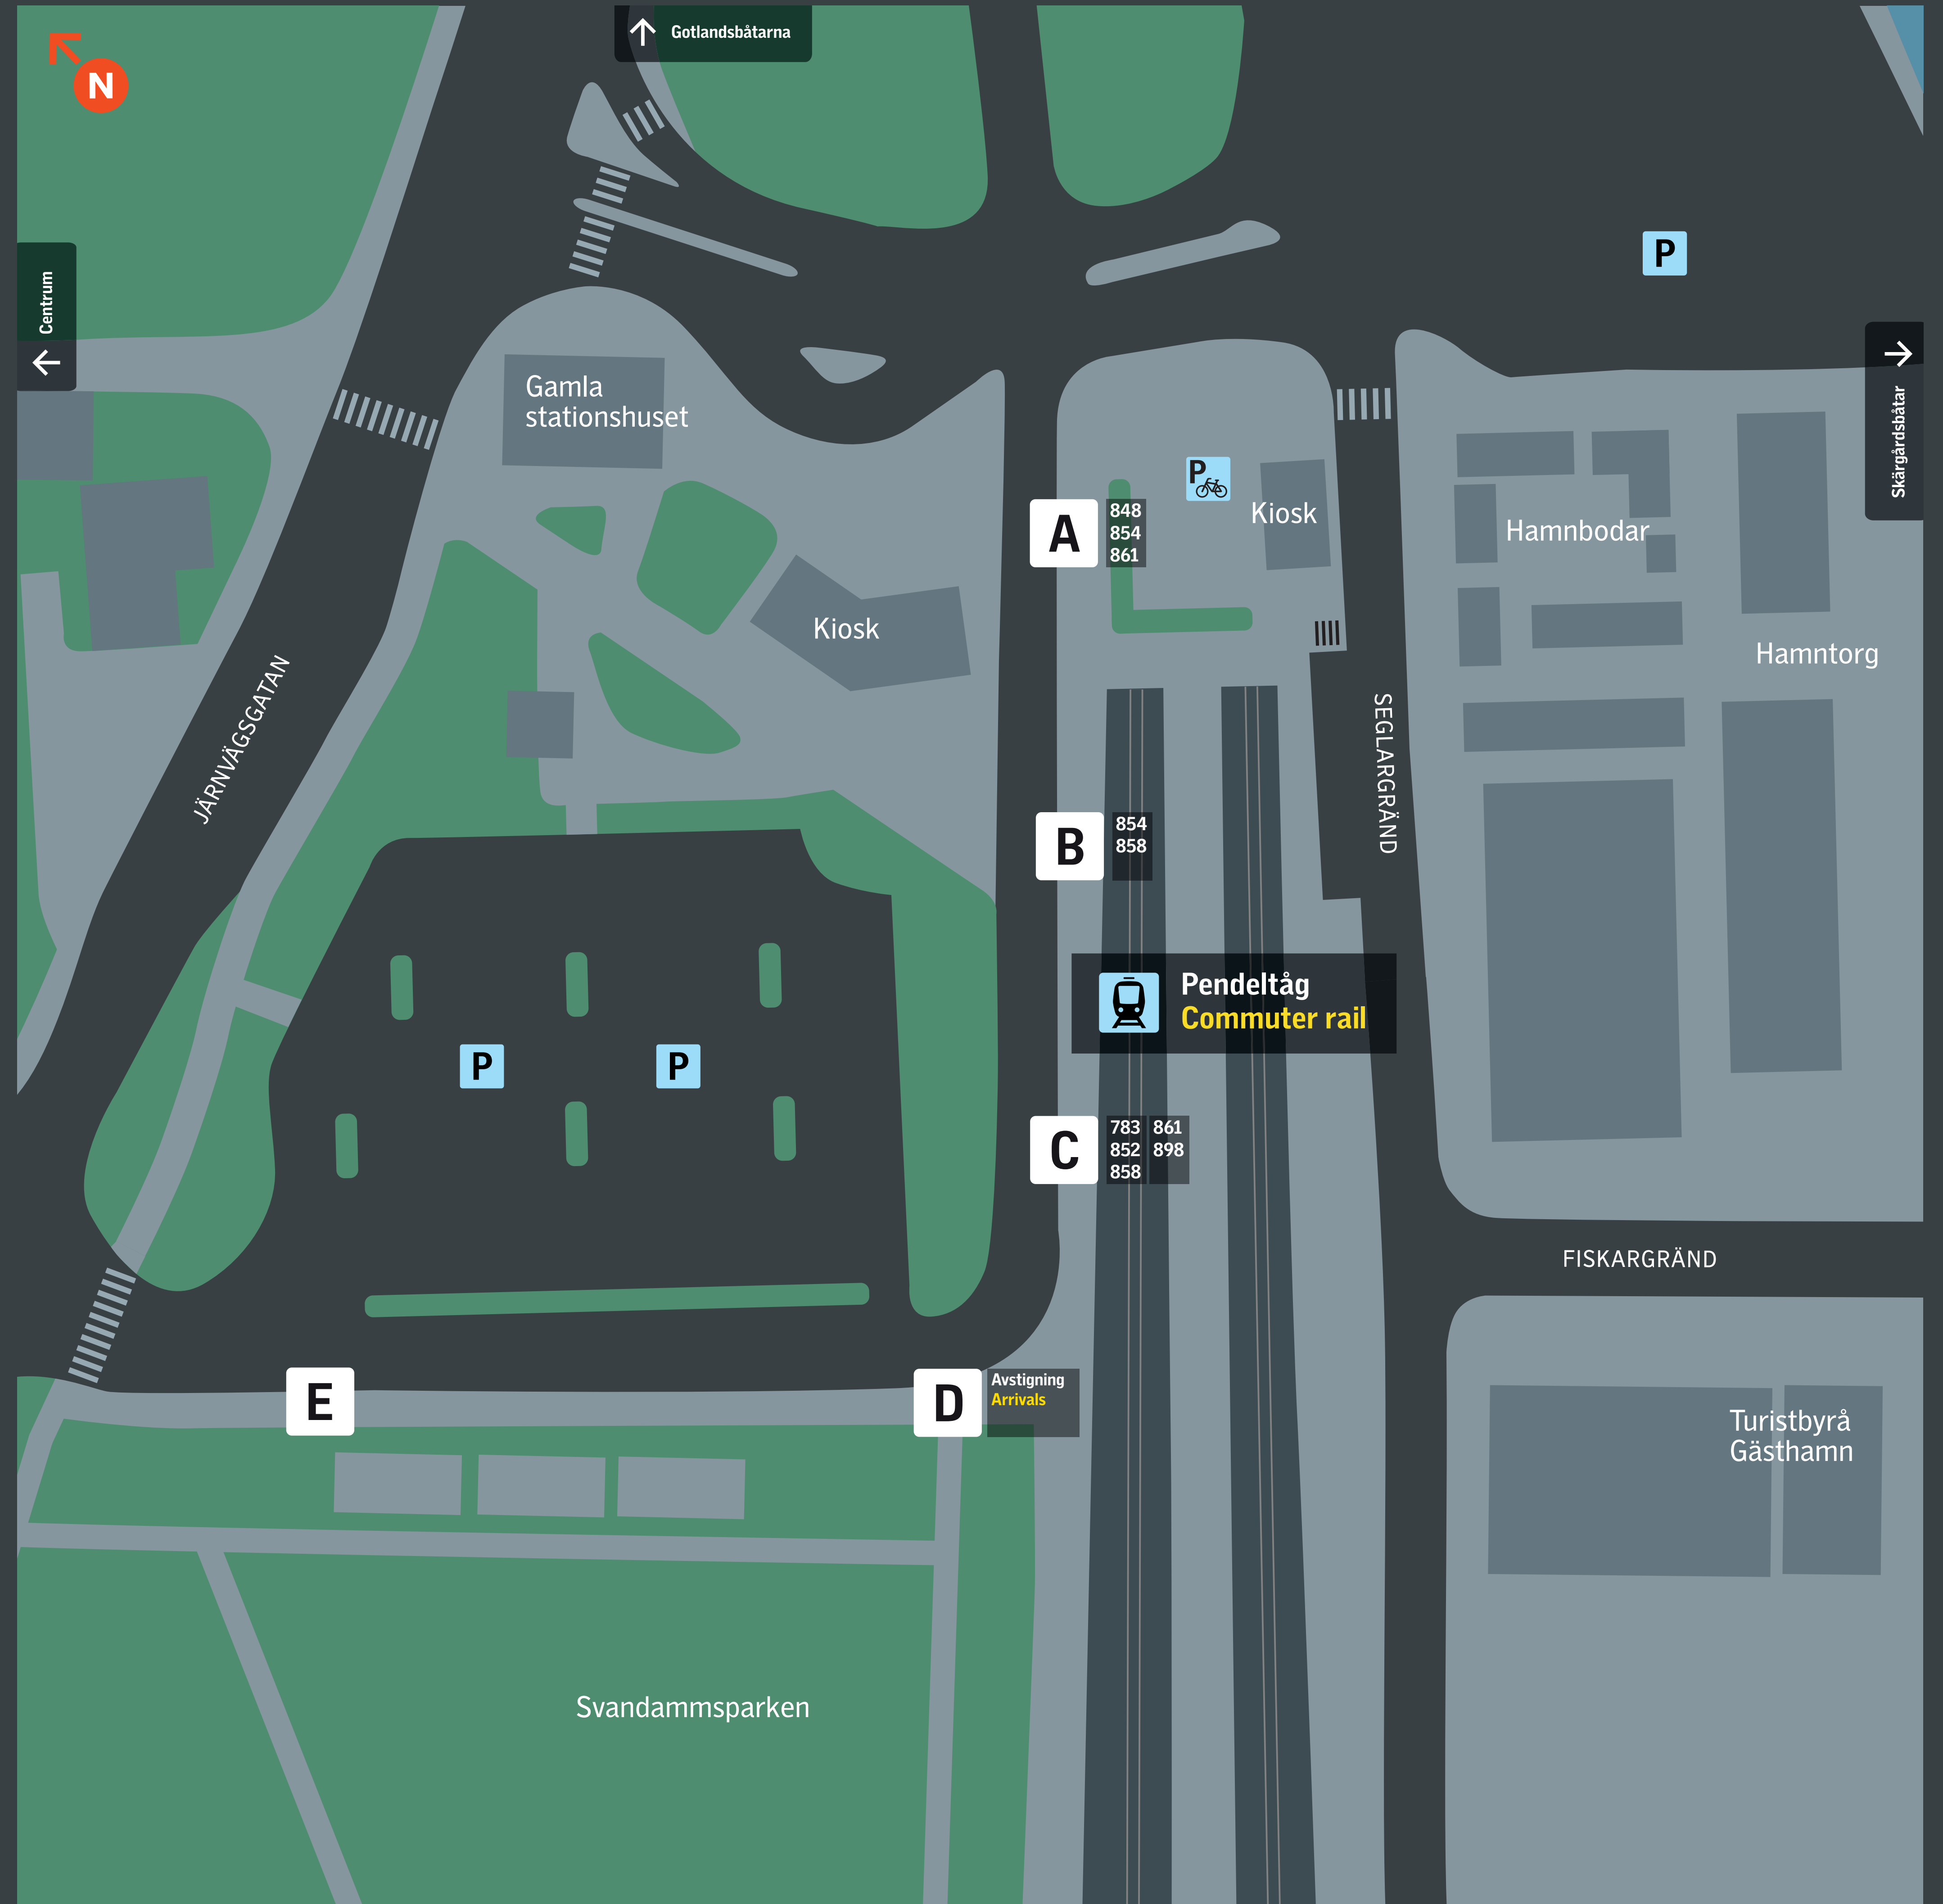 Gotlandsbåtarna
N
P
Centrum
Skärgårdsbåtar
Gamla
stationshuset
P
Kiosk
A
848
854
861
Hamnbodar
Kiosk
Hamntorg
JÄRNVÄGSGATAN
SEGLARGRÄND
B
854
858
Pendeltåg
Commuter rail
P
P
C
783 861
852 898
858
FISKARGRÄND
E
D
Avstigning
Arrivals
Turistbyrå
Gästhamn
Svandammsparken